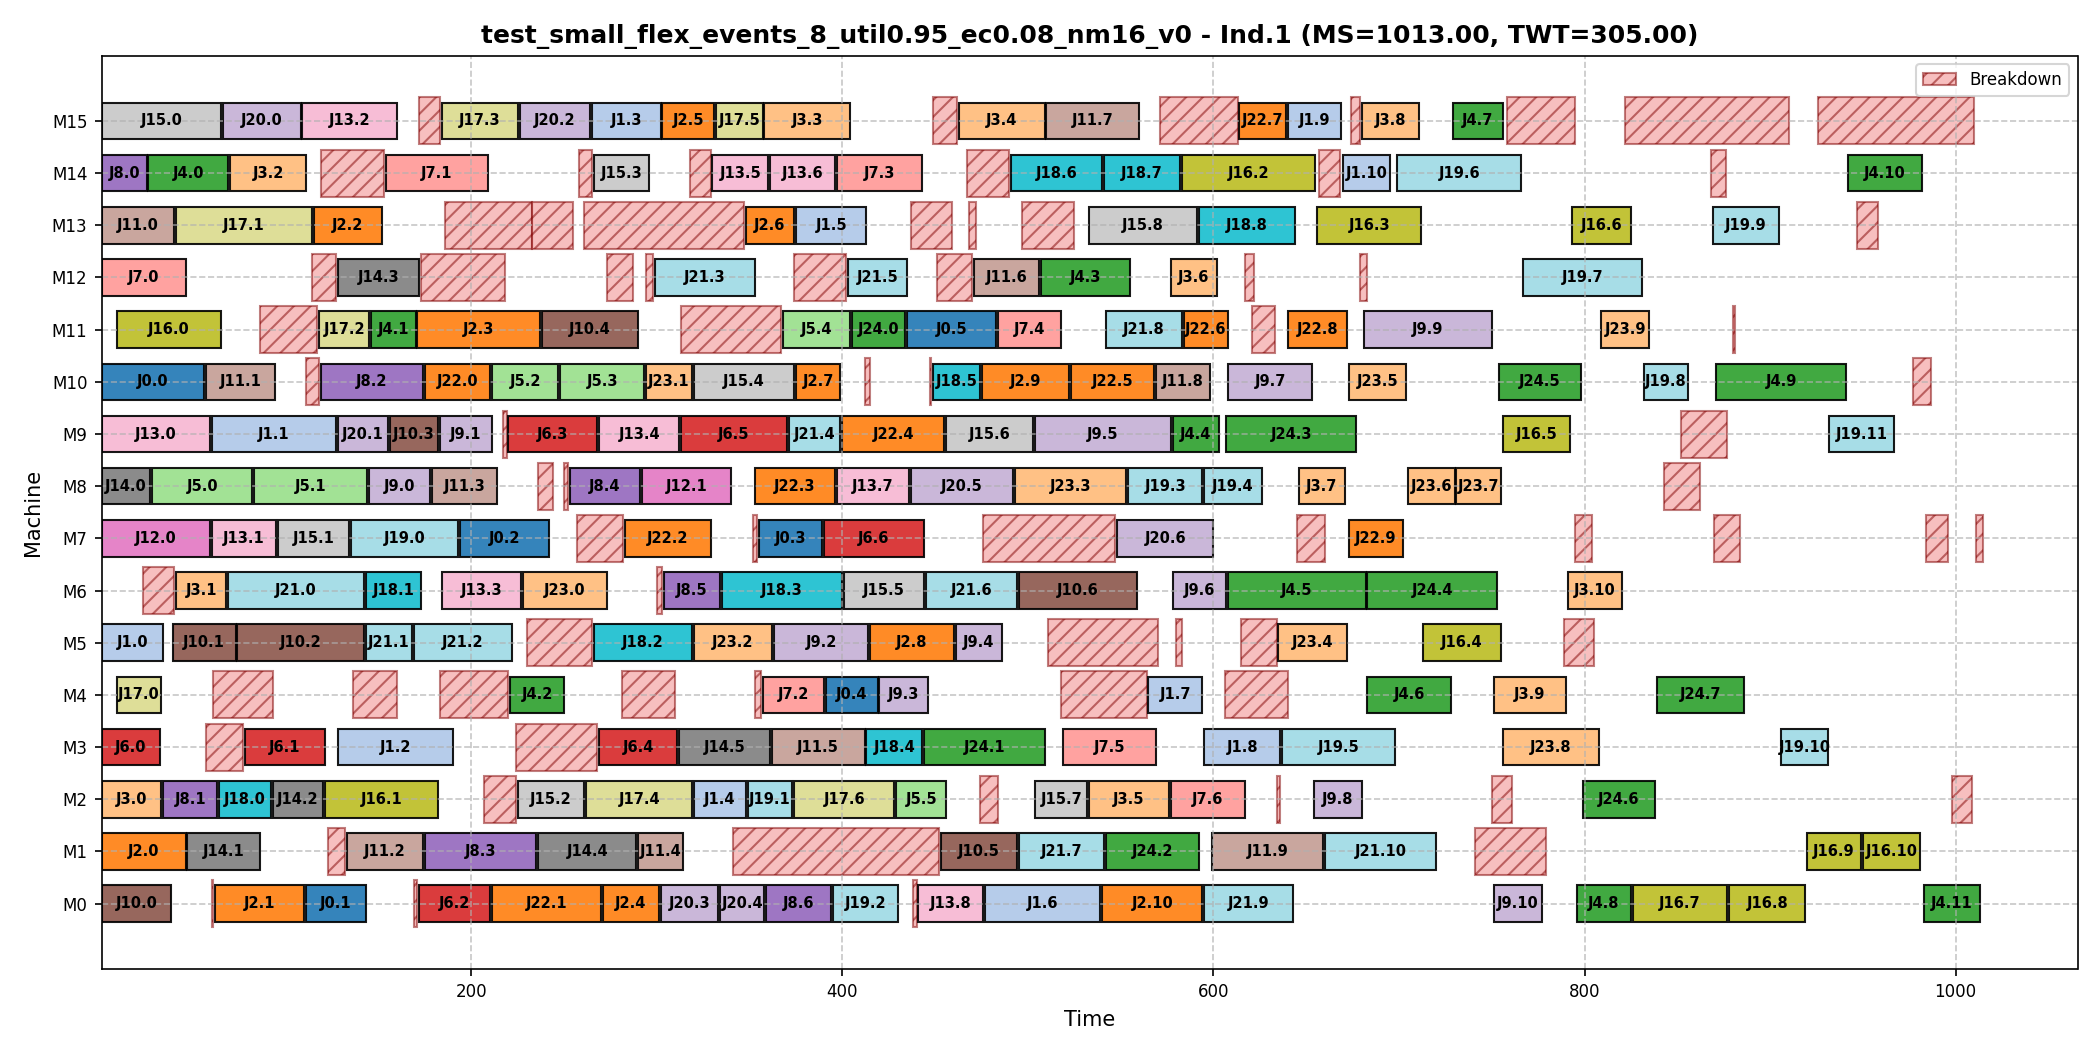 test_small_flex_events_8_util0.95_ec0.08_nm16_v0 - Ind.1 (MS=1013.00, TWT=305.00)
Breakdown
M15 J15.0 J20.0 J13.2 J17.3 J20.2 J1.3 J2.5 J17.5 J3.3 J3.4 J11.7 J22.7 J1.9 J3.8 J4.7
M14 J8.0 J4.0 J3.2 J7.1 J15.3 J13.5 J13.6 J7.3 J18.6 J18.7 J16.2 J1.10 J19.6 J4.10
M13 J11.0 J17.1 J2.2 J2.6 J1.5 J15.8 J18.8 J16.3 J16.6 J19.9
M12 J7.0 J14.3 J21.3 J21.5 J11.6 J4.3 J3.6 J19.7
M11 J16.0 J17.2 J4.1 J2.3 J10.4 J5.4 J24.0 J0.5 J7.4 J21.8 J22.6 J22.8 J9.9 J23.9
M10 J0.0 J11.1 J8.2 J22.0 J5.2 J5.3 J23.1 J15.4 J2.7 J18.5 J2.9 J22.5 J11.8 J9.7 J23.5 J24.5 J19.8 J4.9
M9 J13.0 J1.1 J20.1 J10.3 J9.1 J6.3 J13.4 J6.5 J21.4 J22.4 J15.6 J9.5 J4.4 J24.3 J16.5 J19.11
M8 J14.0 J5.0 J5.1 J9.0 J11.3 J8.4 J12.1 J22.3 J13.7 J20.5 J23.3 J19.3 J19.4 J3.7 J23.6 J23.7
M7 J12.0 J13.1 J15.1 J19.0 J0.2 J22.2 J0.3 J6.6 J20.6 J22.9
M6 J3.1 J21.0 J18.1 J13.3 J23.0 J8.5 J18.3 J15.5 J21.6 J10.6 J9.6 J4.5 J24.4 J3.10
M5 J1.0 J10.1 J10.2 J21.1 J21.2 J18.2 J23.2 J9.2 J2.8 J9.4 J23.4 J16.4
M4 J17.0 J4.2 J7.2 J0.4 J9.3 J1.7 J4.6 J3.9 J24.7
M3 J6.0 J6.1 J1.2 J6.4 J14.5 J11.5 J18.4 J24.1 J7.5 J1.8 J19.5 J23.8 J19.10
M2 J3.0 J8.1 J18.0 J14.2 J16.1 J15.2 J17.4 J1.4 J19.1 J17.6 J5.5 J15.7 J3.5 J7.6 J9.8 J24.6
M1 J2.0 J14.1 J11.2 J8.3 J14.4 J11.4 J10.5 J21.7 J24.2 J11.9 J21.10 J16.9 J16.10
M0 J10.0 J2.1 J0.1 J6.2 J22.1 J2.4 J20.3 J20.4 J8.6 J19.2 J13.8 J1.6 J2.10 J21.9 J9.10 J4.8 J16.7 J16.8 J4.11
Machine
200 400 600 800 1000
Time